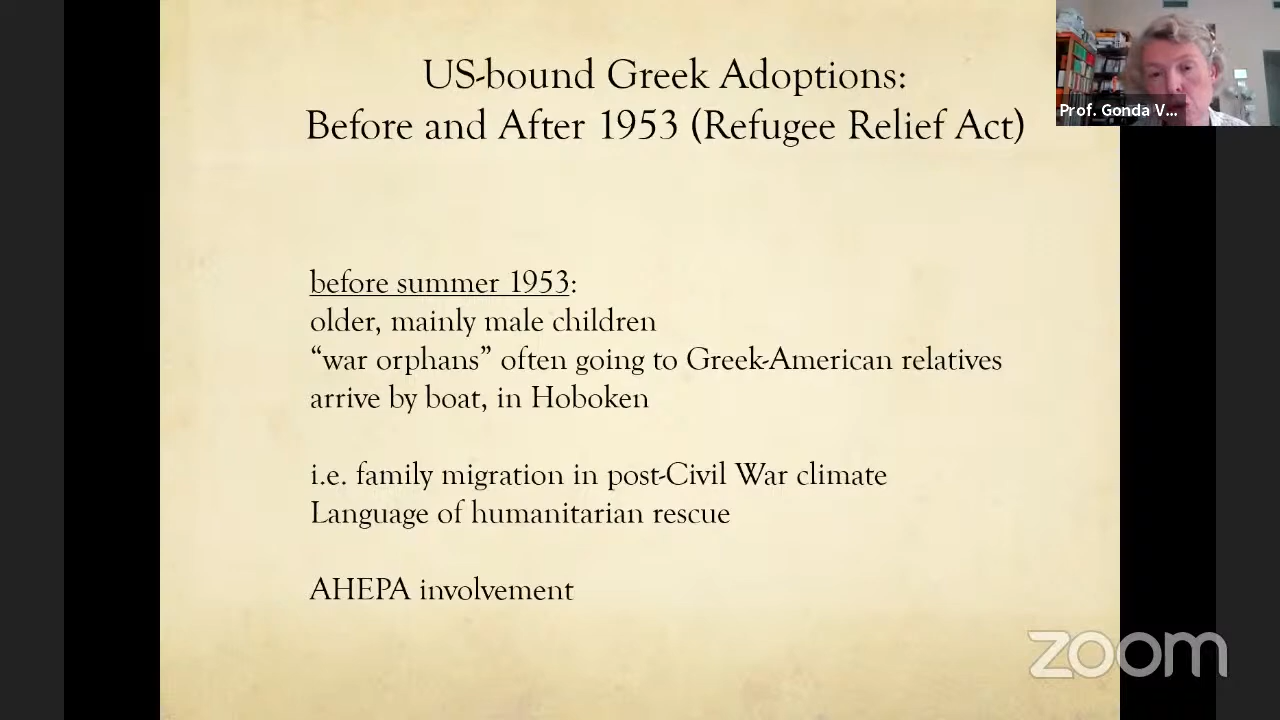 US-bound Greek Adoptions:
Before and After 1953 (Refugee Relief Act)
Prof. Gonda V...
before summer 1953:
older, mainly male children
“war orphans” often going to Greek-American relatives
arrive by boat, in Hoboken
i.e. family migration in post-Civil War climate
Language of humanitarian rescue
AHEPA involvement
zoom